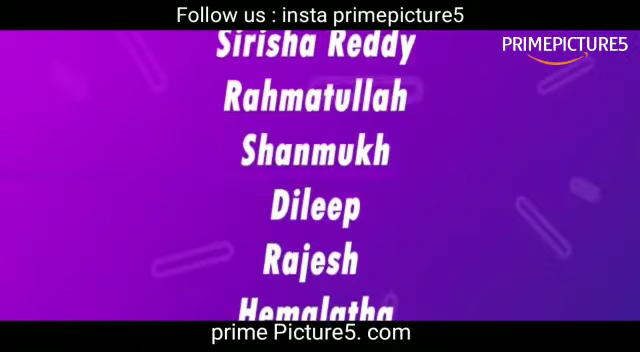 Follow us : insta primepicture5
Sirisha Reddy
PRIMEPICTURE5
Rahmatullah
Shanmukh
Dileep
Rajesh
Hemalatha
prime Picture5. com